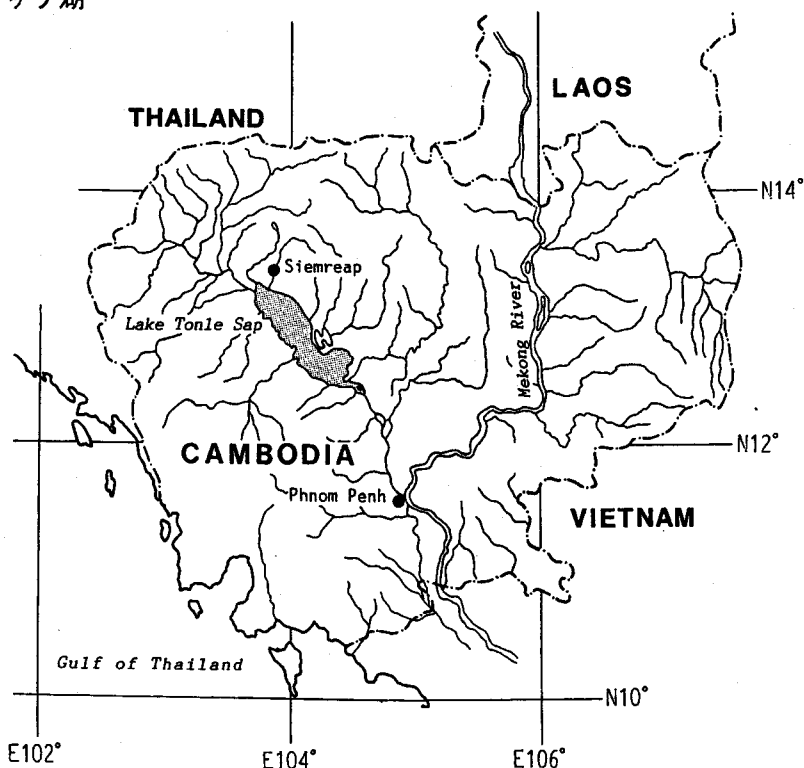 LAOS
THAILAND
N14°
Siemreap
Lake Tonle Sap
Mekong River
CAMBODIA
N12°
Phnom Penh
VIETNAM
Gulf of Thailand
N10°
E102°
E104°
E106°